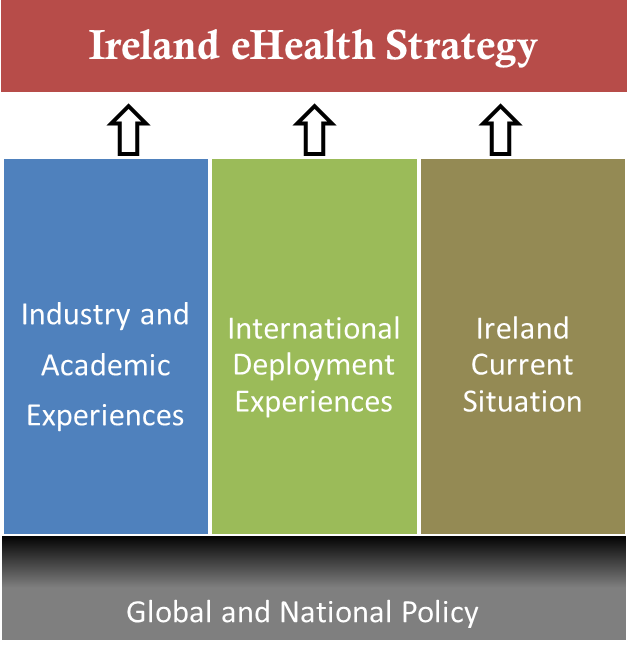 Ireland eHealth Strategy
Industry and
Academic
Experiences
International
Deployment
Experiences
Ireland
Current
Situation
Global and National Policy